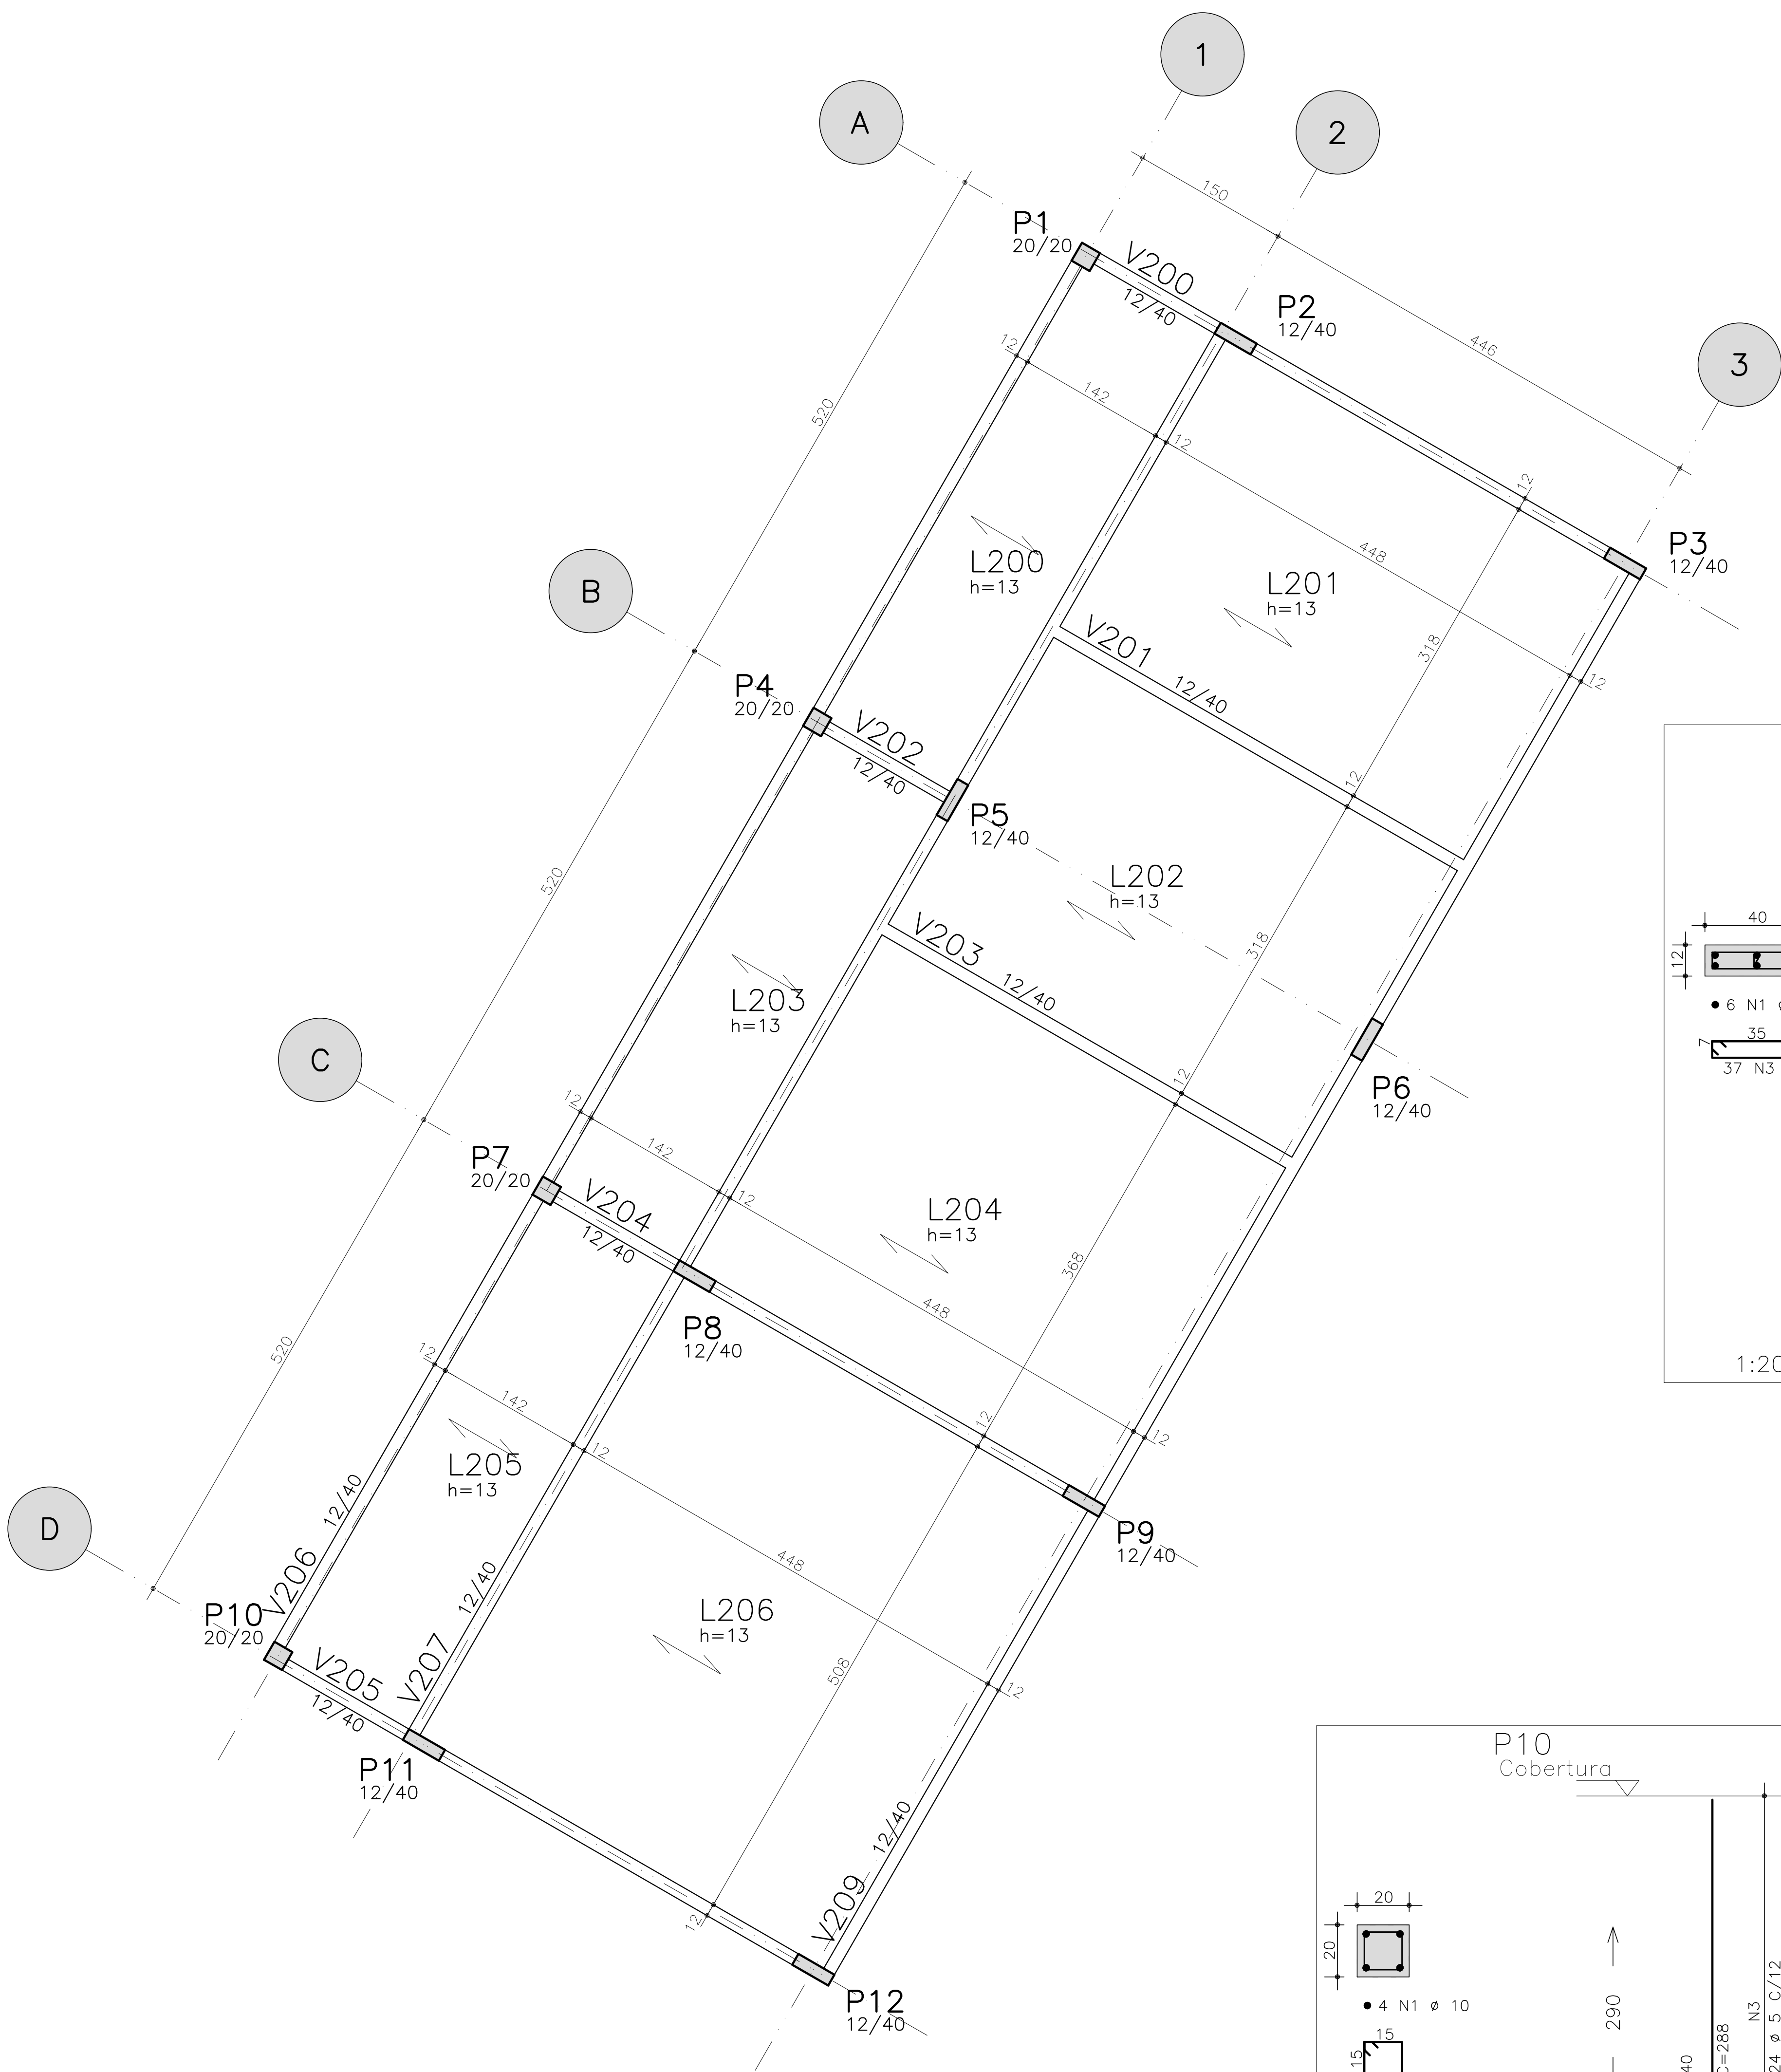 1
A
2
150
P1
20/20
V200
12/40
P2
12/40
446
3
12
142
12
520
12
P3
12/40
448
L200
h=13
L201
h=13
B
318
V201
12/40
12
P4
20/20
V202
12/40
12
P5
12/40
L202
h=13
520
V203
12/40
318
40
12
6 N1 ø
35
7
37 N3
L203
h=13
C
12
142
12
P6
12/40
12
P7
20/20
V204
12/40
L204
h=13
368
448
P8
12/40
520
12
142
12
12
12
1:20
L205
h=13
12/40
D
P9
12/40
448
V206
12/40
L206
h=13
P10
20/20
V205
12/40
V207
508
12
P11
12/40
12/40
V209
12
P12
12/40
P10
Cobertura
20
20
4 N1 ø 10
15
15
290
40
C=288
N3
24 ø 5 C/12